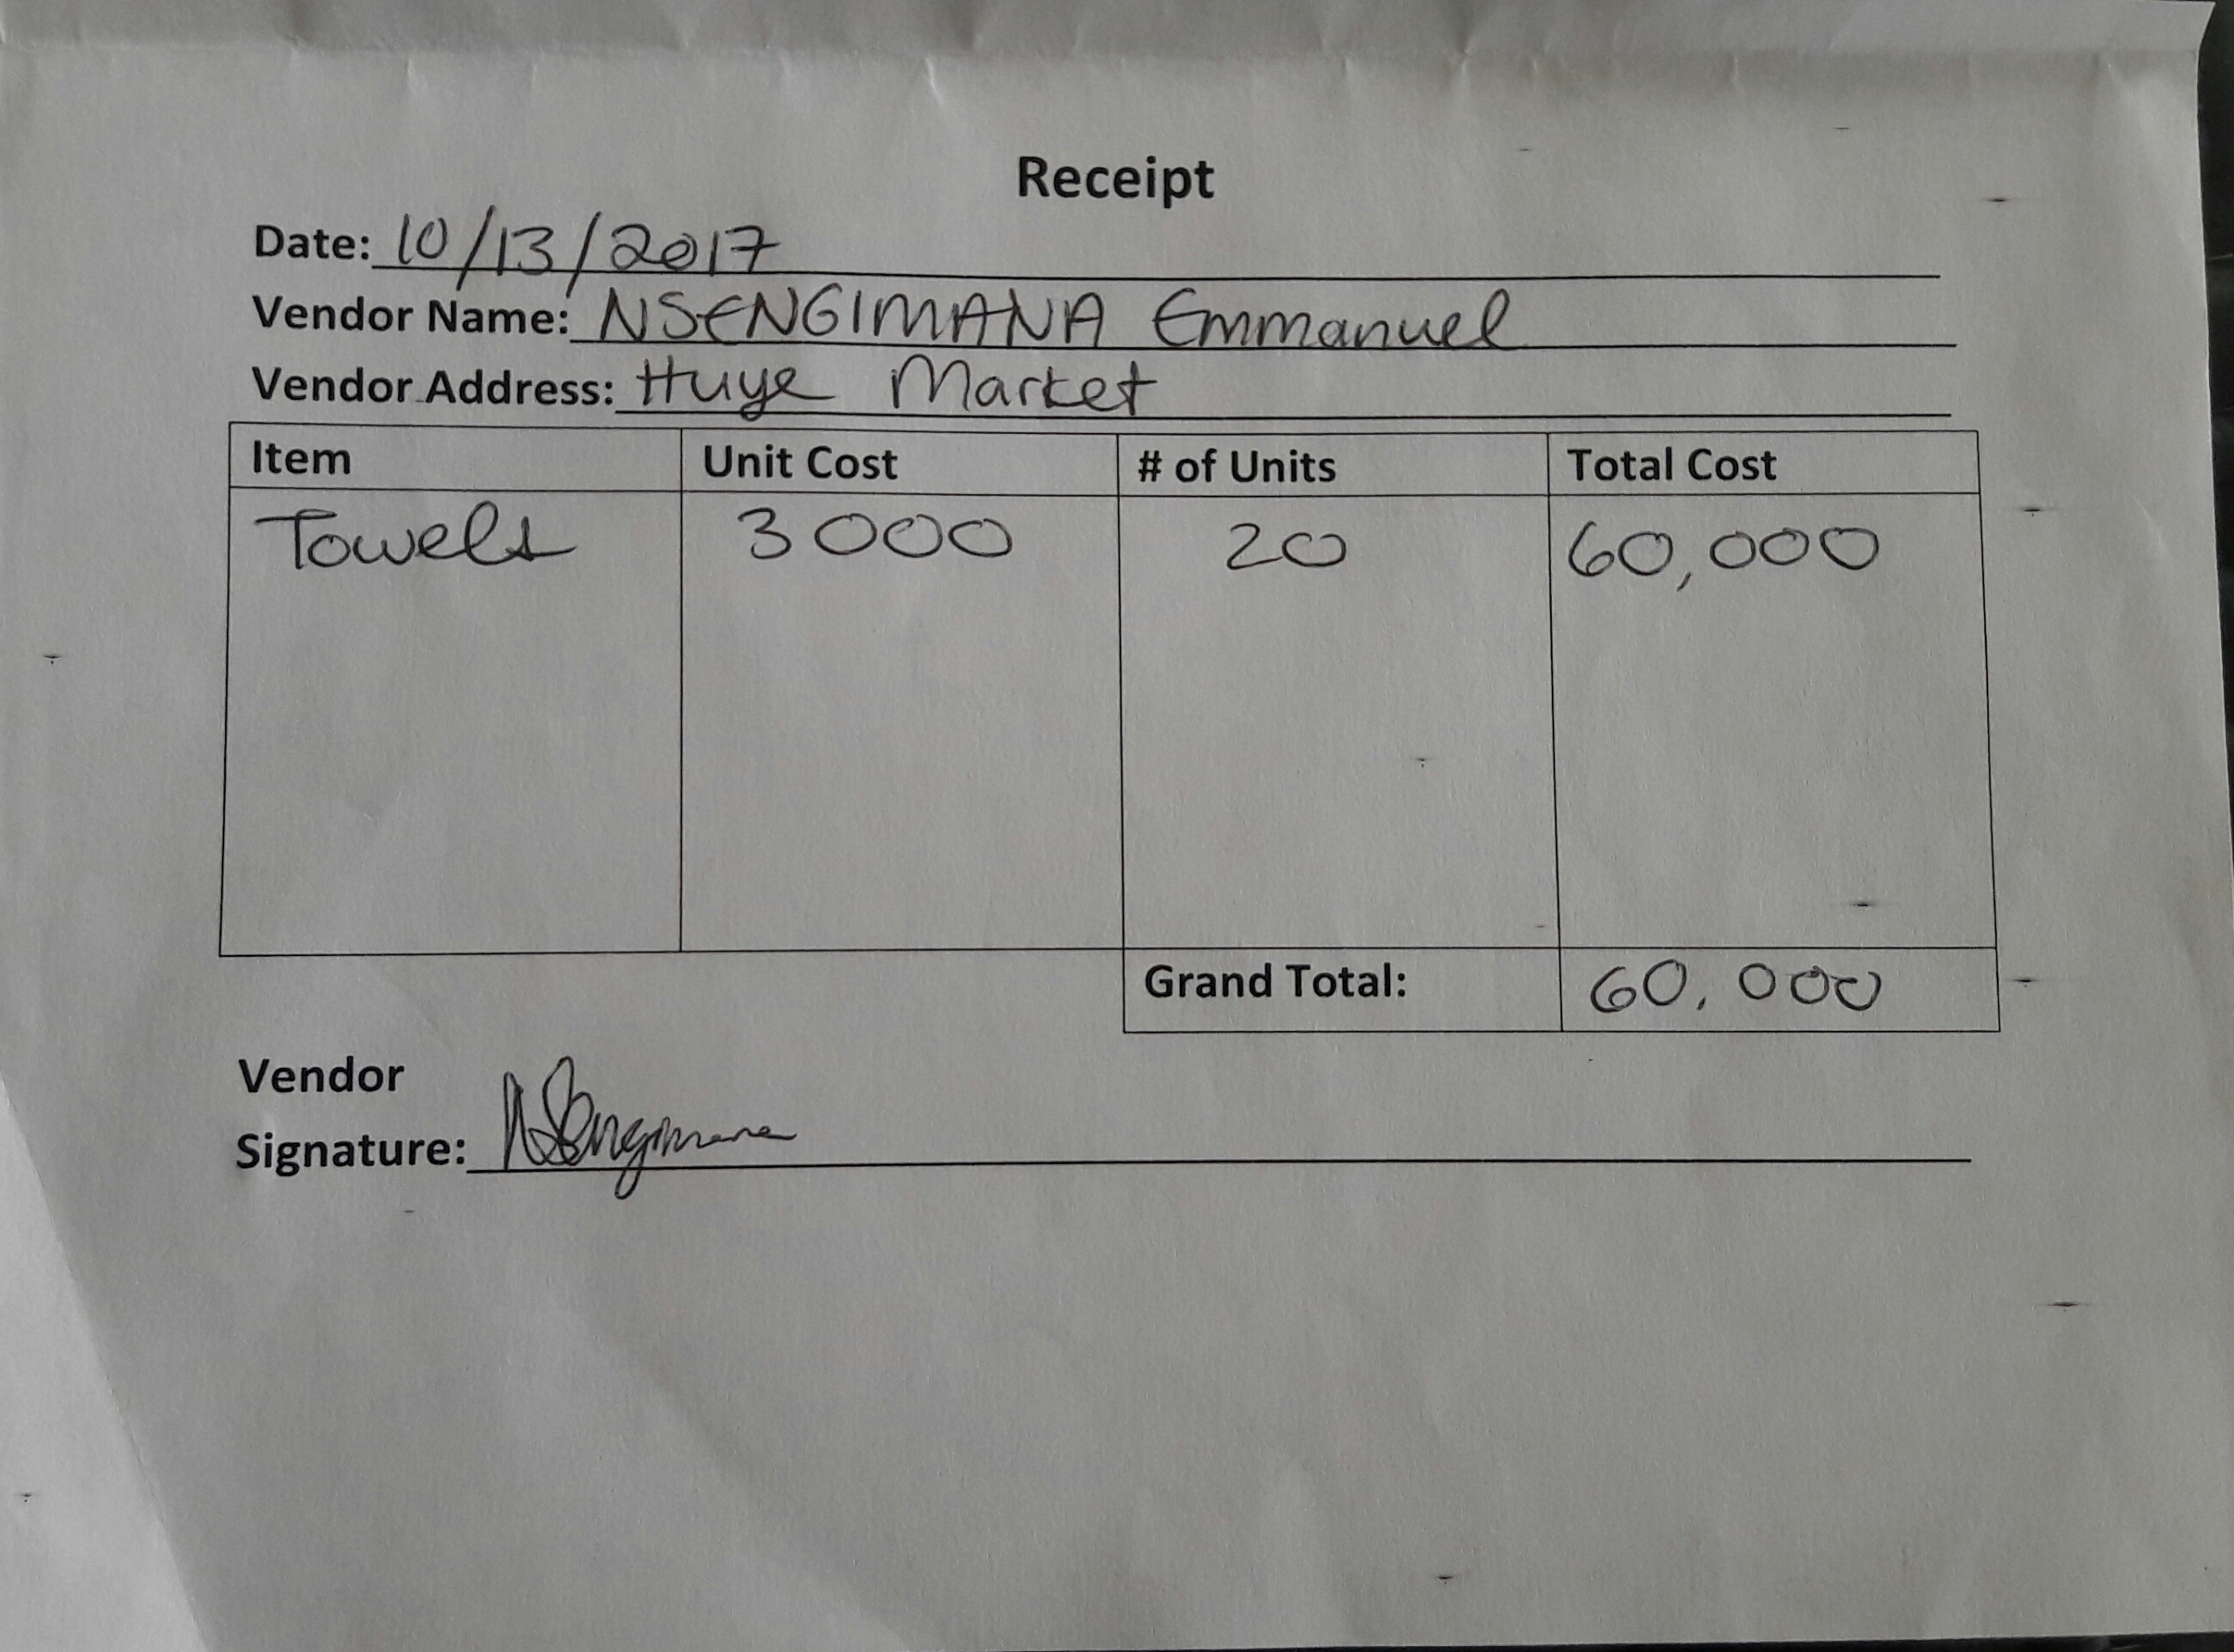 Receipt
Date: 10/13/2017
Vendor Name: NSENGIMANA Emmanuel
Vendor Address: Huye Market
Item Unit Cost # of Units Total Cost
Towels 3000 20 60,000
Grand Total: 60,000
Vendor
Signature: NSengimana